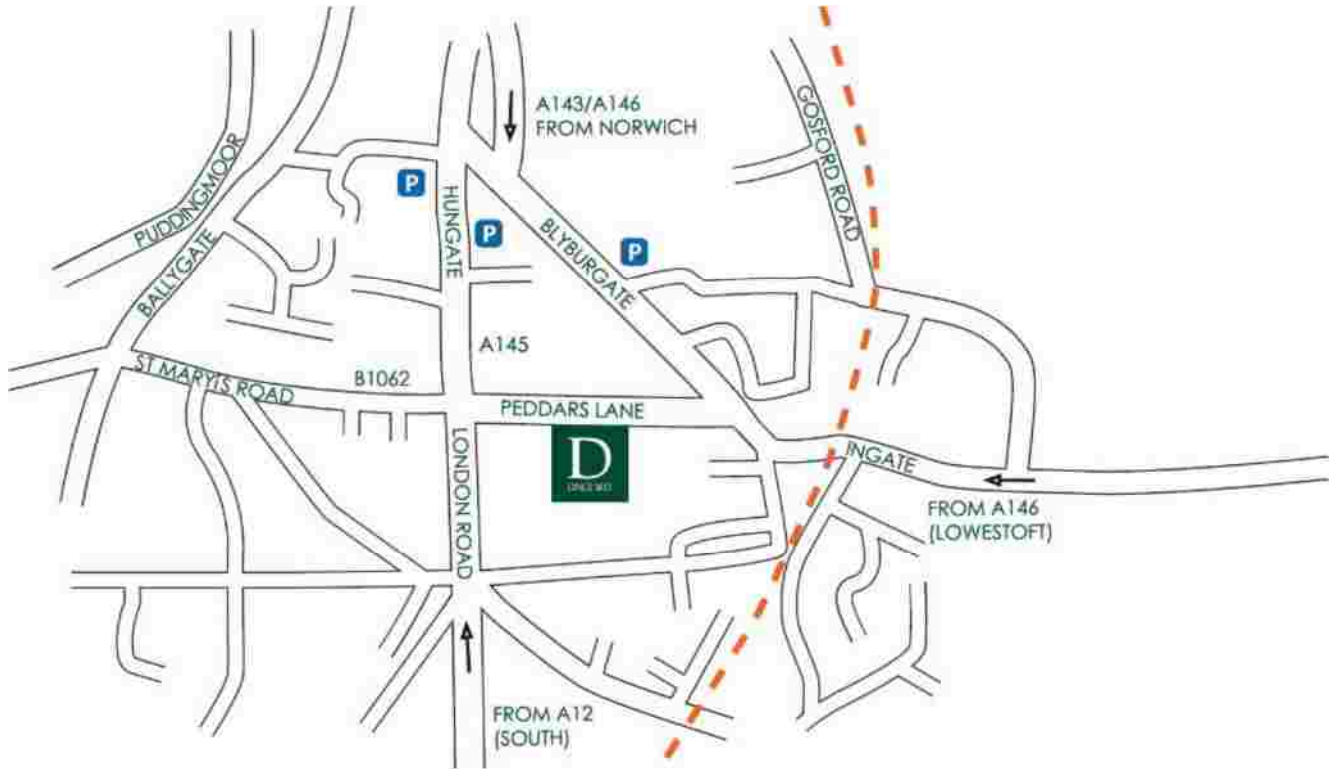 A143/A146
FROM NORWICH
GOSFORD ROAD
PUDDINGMOOR
P
HUNGATE
P
BLYBURGATE
P
BALLYGATE
A145
ST MARY'S ROAD
B1062
PEDDARS LANE
D
LONDON ROAD
INGATE
FROM A146
(LOWESTOFT)
FROM A12
(SOUTH)